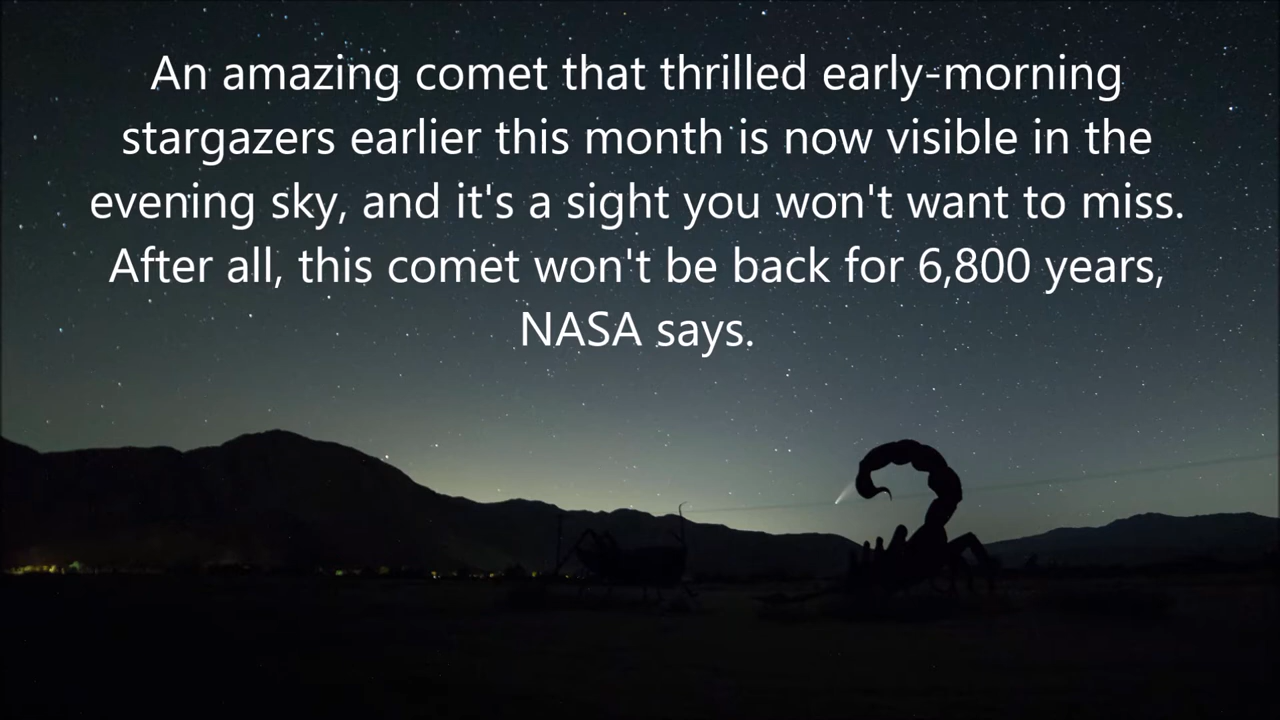 An amazing comet that thrilled early-morning
stargazers earlier this month is now visible in the
evening sky, and it's a sight you won't want to miss.
After all, this comet won't be back for 6,800 years,
NASA says.